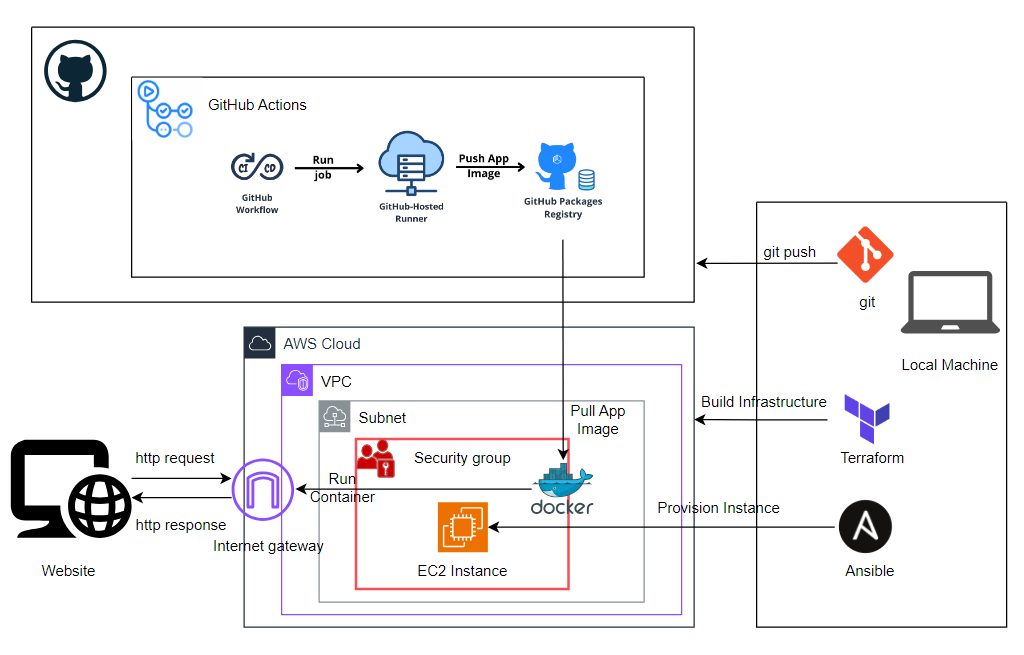 GitHub Actions
CI CD
Run
job
Push App
Image
GitHub
Workflow
GitHub-Hosted
Runner
GitHub Packages
Registry
git push
git
Local Machine
AWS Cloud
VPC
Subnet
Pull App
Image
Build Infrastructure
Terraform
Security group
http request
Run
Container
docker
Provision Instance
http response
Internet gateway
Website
EC2 Instance
A
Ansible